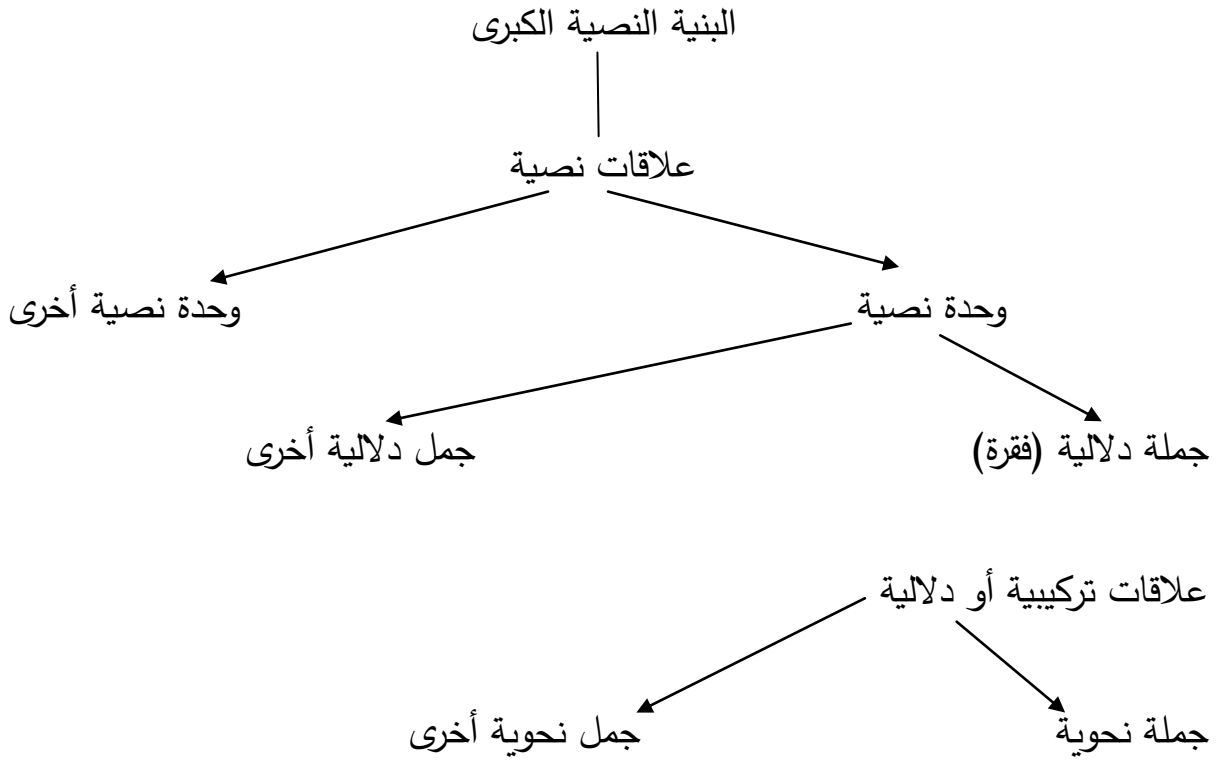 البنية النصية الكبرى
علاقات نصية
وحدة نصية
وحدة نصية أخرى
جملة دلالية (فقرة)
جمل دلالية أخرى
علاقات تركيبية أو دلالية
جملة نحوية
جمل نحوية أخرى